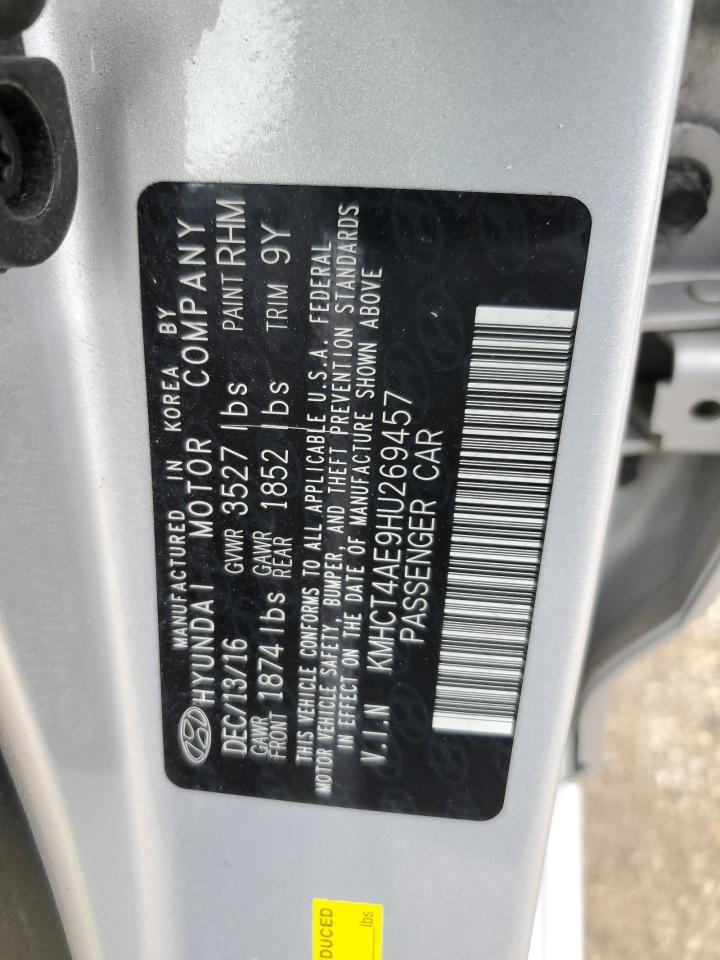 MANUFACTURED IN KOREA BY
HYUNDAI MOTOR COMPANY
DEC/13/16 GVWR 3527 lbs PAINT RHM
GAWR FRONT 1874 lbs GAWR REAR 1852 lbs TRIM 9Y
THIS VEHICLE CONFORMS TO ALL APPLICABLE U.S.A. FEDERAL
MOTOR VEHICLE SAFETY, BUMPER, AND THEFT PREVENTION STANDARDS
IN EFFECT ON THE DATE OF MANUFACTURE SHOWN ABOVE
V.I.N KMHCT4AE9HU269457
PASSENGER CAR
DUCED
lbs